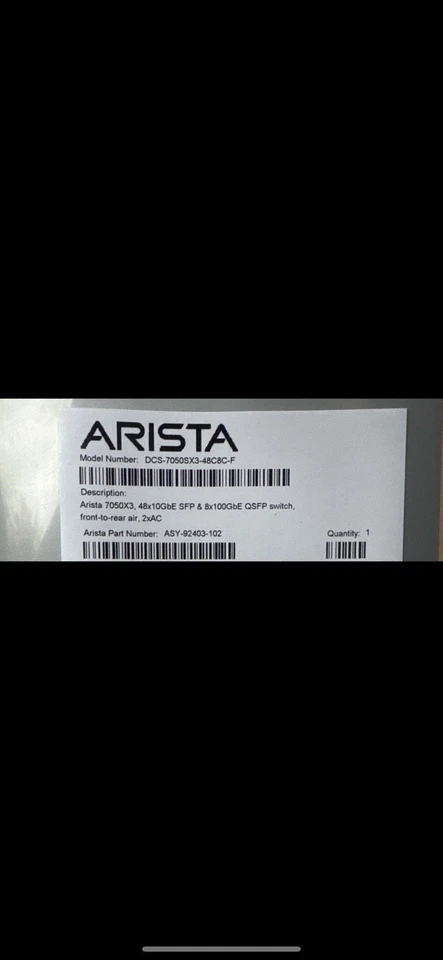 ARISTA
Model Number: DCS-7050SX3-48C8C-F
Description:
Arista 7050X3, 48x10GbE SFP & 8x100GbE QSFP switch,
front-to-rear air, 2xAC
Arista Part Number: ASY-92403-102 Quantity: 1